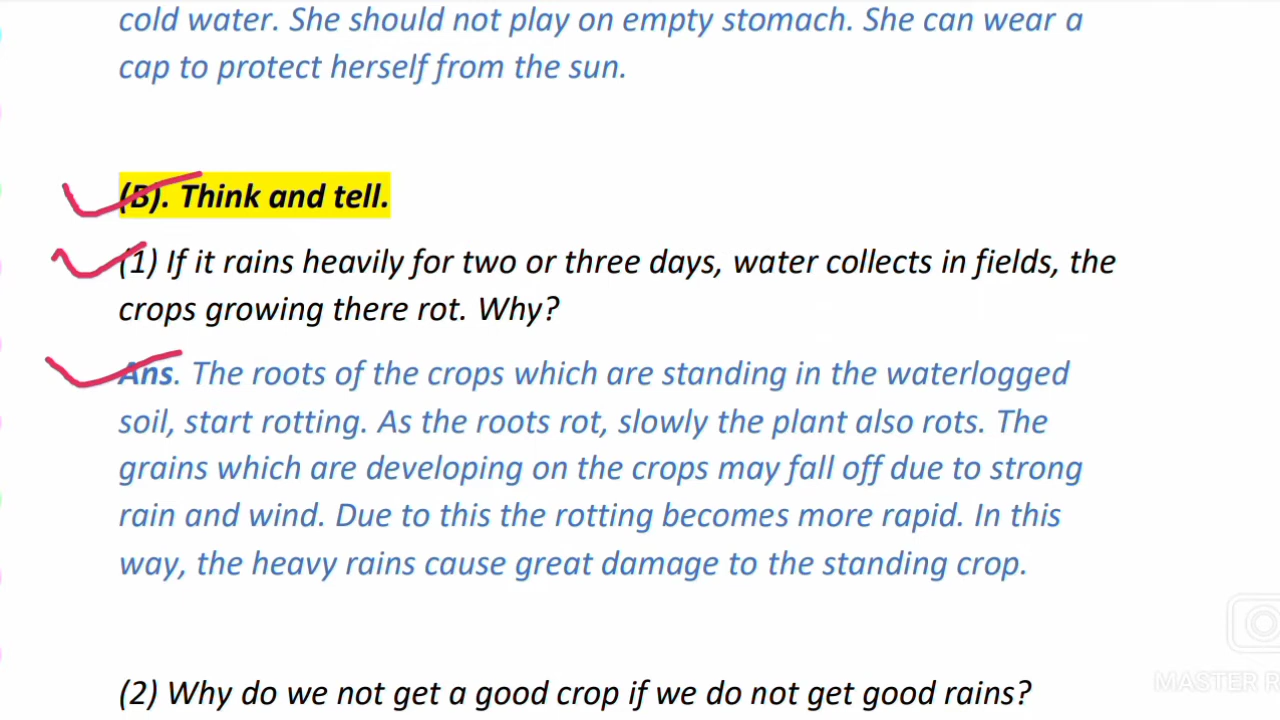 cold water. She should not play on empty stomach. She can wear a
cap to protect herself from the sun.
(B). Think and tell.
(1) If it rains heavily for two or three days, water collects in fields, the
crops growing there rot. Why?
Ans. The roots of the crops which are standing in the waterlogged
soil, start rotting. As the roots rot, slowly the plant also rots. The
grains which are developing on the crops may fall off due to strong
rain and wind. Due to this the rotting becomes more rapid. In this
way, the heavy rains cause great damage to the standing crop.
MASTER R
(2) Why do we not get a good crop if we do not get good rains?